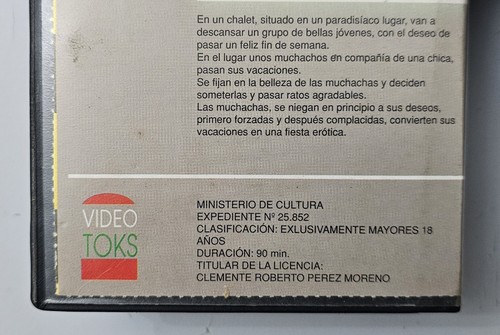 En un chalet, situado en un paradisíaco lugar, van a
descansar un grupo de bellas jóvenes, con el deseo de
pasar un feliz fin de semana.
En el lugar unos muchachos en compañía de una chica,
pasan sus vacaciones.
Se fijan en la belleza de las muchachas y deciden
someterlas y pasar ratos agradables.
Las muchachas, se niegan en principio a sus deseos,
primero forzadas y después complacidas, convierten sus
vacaciones en una fiesta erótica.
VIDEO
TOKS
MINISTERIO DE CULTURA
EXPEDIENTE Nº 25.852
CLASIFICACIÓN: EXLUSIVAMENTE MAYORES 18
AÑOS
DURACIÓN: 90 min.
TITULAR DE LA LICENCIA:
CLEMENTE ROBERTO PEREZ MORENO